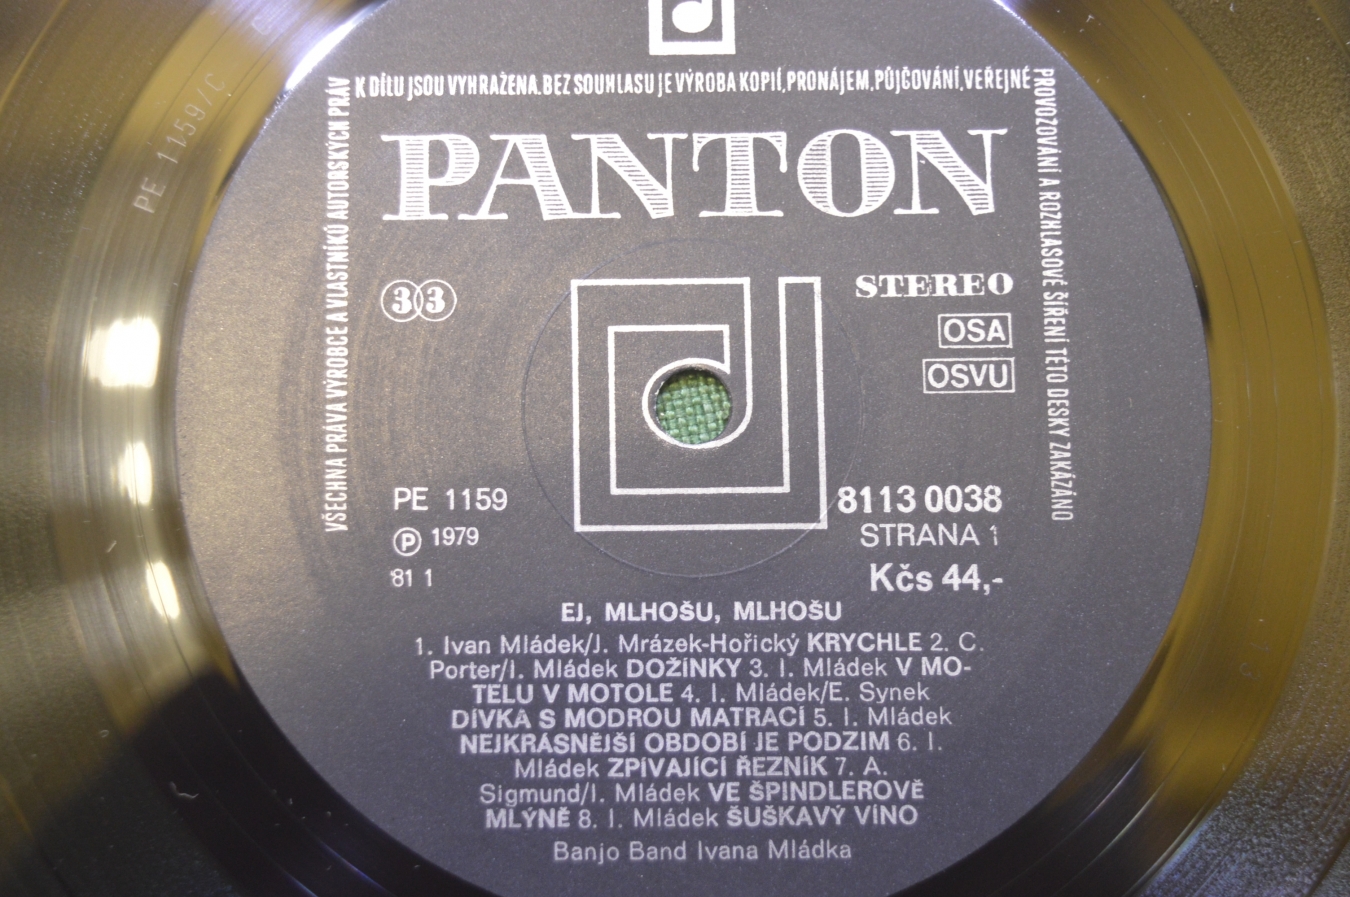 VŠECHNA PRÁVA VÝROBCE A VLASTNÍKŮ AUTORSKÝCH PRÁV
K DÍLU JSOU VYHRAŽENA. BEZ SOUHLASU JE VÝROBA KOPIÍ, PRONÁJEM, PŮJČOVÁNÍ, VEŘEJNÉ
PROVOZOVÁNÍ A ROZHLASOVÉ ŠÍŘENÍ TÉTO DESKY ZAKÁZÁNO
PE 1159/C
PANTON
33
STEREO
OSA
OSVU
PE 1159
8113 0038
Ⓟ 1979
STRANA 1
81 1
Kčs 44,-
EJ, MLHOŠU, MLHOŠU
1. Ivan Mládek/J. Mrázek-Hořický KRYCHLE 2. C.
Porter/I. Mládek DOŽÍNKY 3. I. Mládek V MO-
TELU V MOTOLE 4. I. Mládek/E. Synek
DÍVKA S MODROU MATRACÍ 5. I. Mládek
NEJKRÁSNĚJŠÍ OBDOBÍ JE PODZIM 6. I.
Mládek ZPÍVAJÍCÍ ŘEZNÍK 7. A.
Sigmund/I. Mládek VE ŠPINDLEROVĚ
MLÝNĚ 8. I. Mládek ŠUŠKAVÝ VÍNO
Banjo Band Ivana Mládka